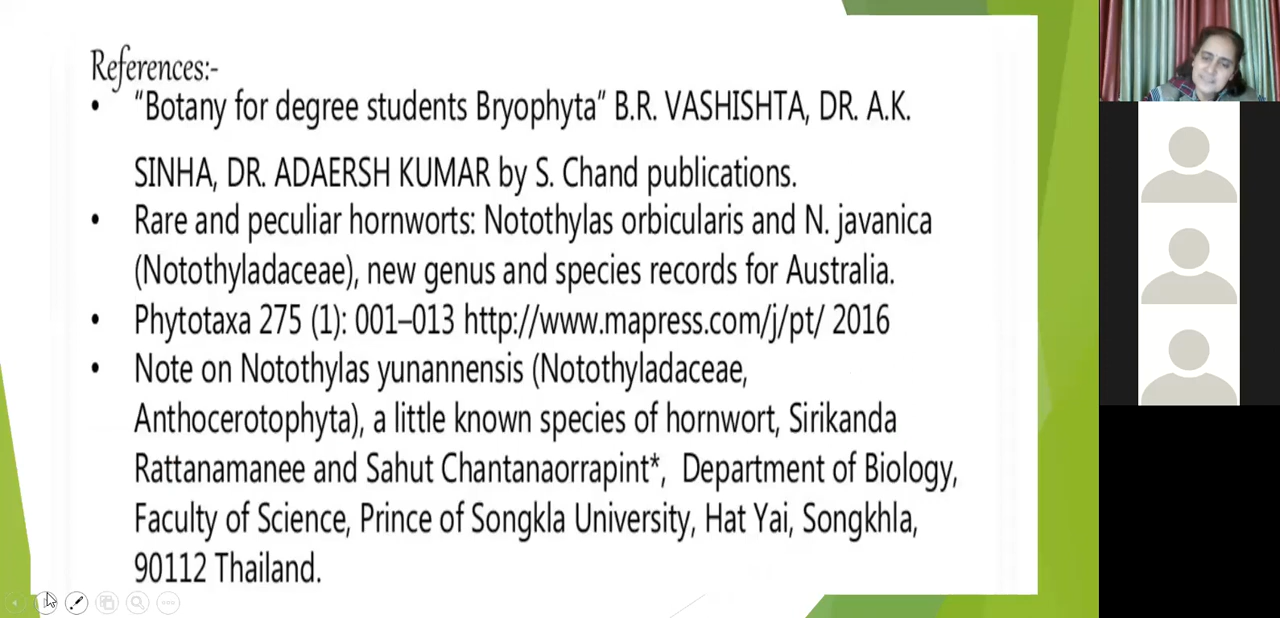 References:-
• “Botany for degree students Bryophyta” B.R. VASHISHTA, DR. A.K.
SINHA, DR. ADAERSH KUMAR by S. Chand publications.
• Rare and peculiar hornworts: Notothylas orbicularis and N. javanica
(Notothyladaceae), new genus and species records for Australia.
• Phytotaxa 275 (1): 001–013 http://www.mapress.com/j/pt/ 2016
• Note on Notothylas yunannensis (Notothyladaceae,
Anthocerotophyta), a little known species of hornwort, Sirikanda
Rattanamanee and Sahut Chantanaorrapint*, Department of Biology,
Faculty of Science, Prince of Songkla University, Hat Yai, Songkhla,
90112 Thailand.